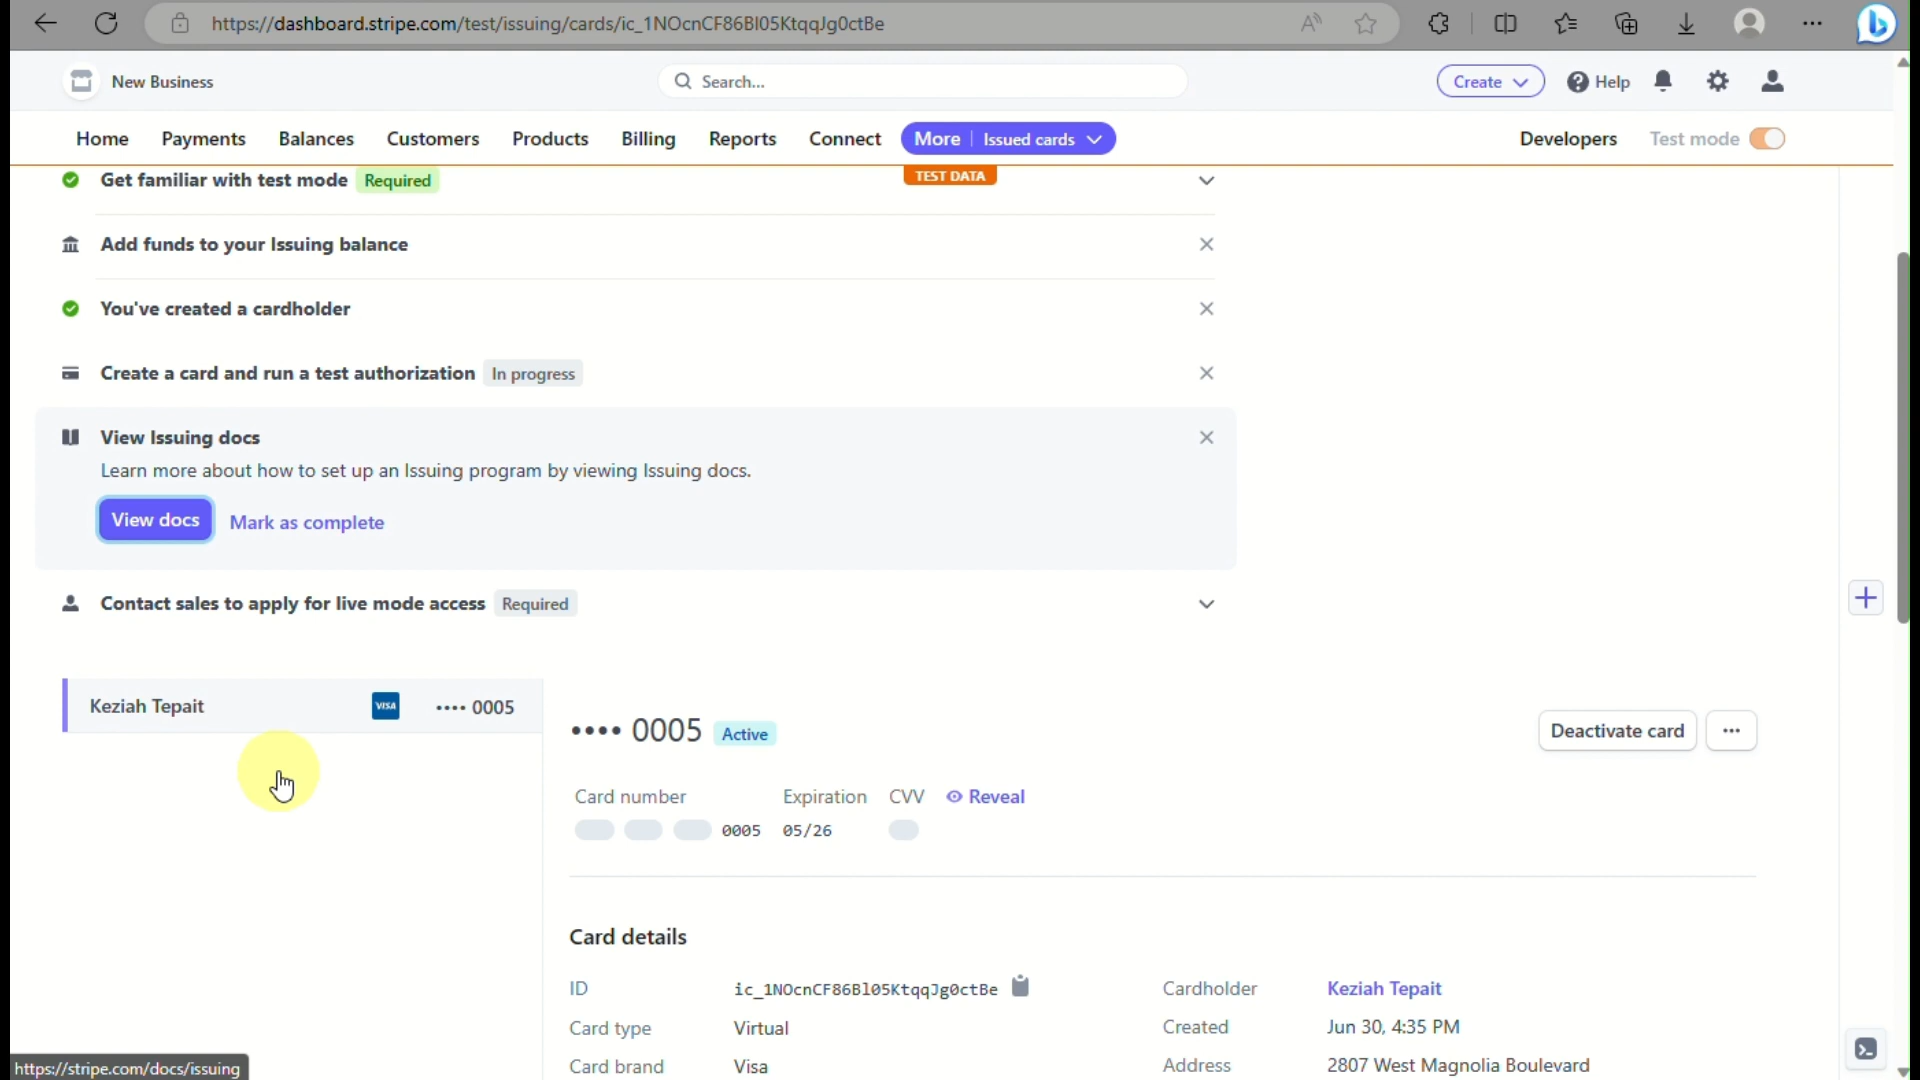 https://dashboard.stripe.com/test/issuing/cards/ic_1NOcnCF86Bl05KtqqJg0ctBe
New Business
Search...
Create
Help
Home Payments Balances Customers Products Billing Reports Connect More Issued cards Developers Test mode
TEST DATA
Get familiar with test mode Required
Add funds to your Issuing balance
You've created a cardholder
Create a card and run a test authorization In progress
View Issuing docs
Learn more about how to set up an Issuing program by viewing Issuing docs.
View docs Mark as complete
Contact sales to apply for live mode access Required
Keziah Tepait VISA •••• 0005
•••• 0005 Active
Deactivate card
Card number Expiration CVV Reveal
0005 05/26
Card details
ID ic_1NOcnCF86Bl05KtqqJg0ctBe
Cardholder Keziah Tepait
Card type Virtual
Created Jun 30, 4:35 PM
Card brand Visa
Address 2807 West Magnolia Boulevard
https://stripe.com/docs/issuing